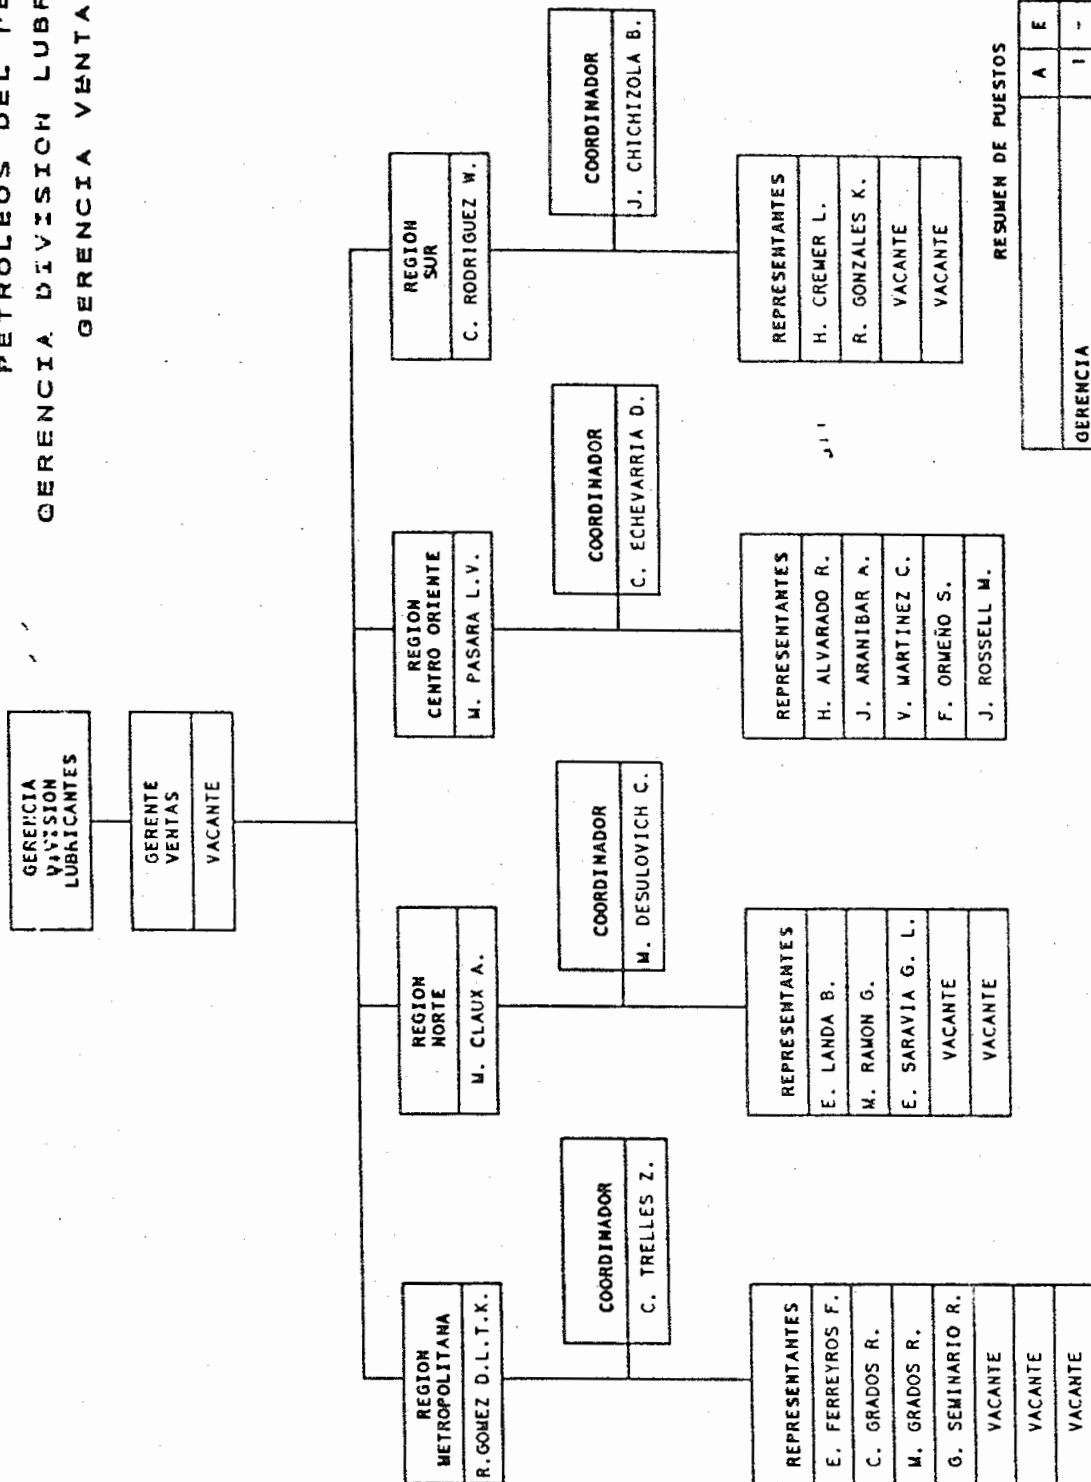 PETROLEOS DEL
GERENCIA DIVISION LUBR
GERENCIA VENTA
GERENCIA
DIVISION
LUBRICANTES
GERENTE
VENTAS
VACANTE
REGION
METROPOLITANA
R.GOMEZ D.L.T.K.
REGION
NORTE
M. CLAUX A.
REGION
CENTRO ORIENTE
M. PASARA L.V.
REGION
SUR
C. RODRIGUEZ W.
COORDINADOR
C. TRELLES Z.
COORDINADOR
M. DESULOVICH C.
COORDINADOR
C. ECHEVARRIA D.
COORDINADOR
J. CHICHIZOLA B.
REPRESENTANTES
E. FERREYROS F.
C. GRADOS R.
M. GRADOS R.
G. SEMINARIO R.
VACANTE
VACANTE
VACANTE
REPRESENTANTES
E. LANDA B.
M. RAMON G.
E. SARAVIA G. L.
VACANTE
VACANTE
REPRESENTANTES
H. ALVARADO R.
J. ARANIBAR A.
V. MARTINEZ C.
F. ORMEÑO S.
J. ROSSELL M.
REPRESENTANTES
H. CREMER L.
R. GONZALES K.
VACANTE
VACANTE
RESUMEN DE PUESTOS
A E
GERENCIA 1 -